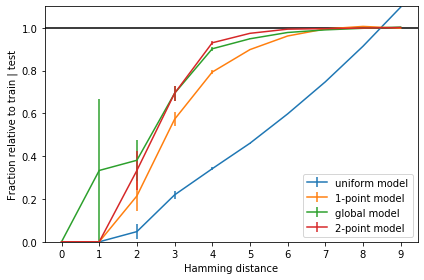 Fraction relative to train | test
1.0
0.8
0.6
0.4
0.2
0.0
0 1 2 3 4 5 6 7 8 9
Hamming distance
uniform model
1-point model
global model
2-point model